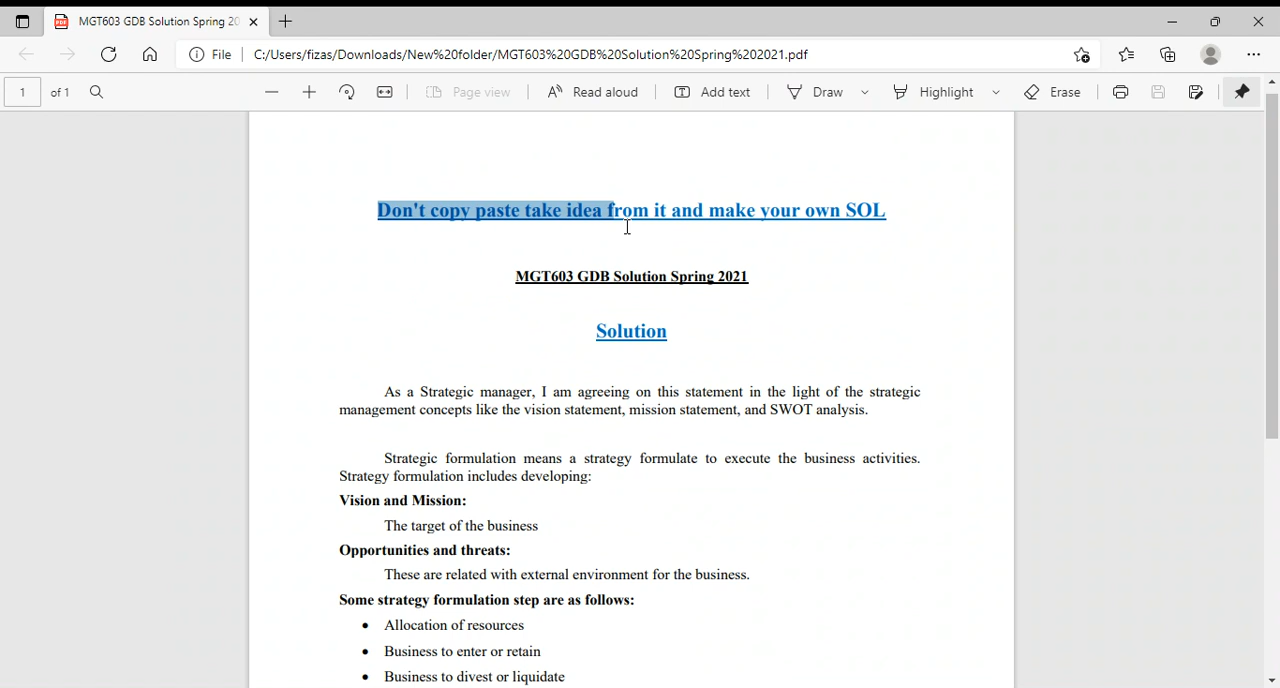 MGT603 GDB Solution Spring 20
File C:/Users/fizas/Downloads/New%20folder/MGT603%20GDB%20Solution%20Spring%202021.pdf
1 of 1 Page view Read aloud Add text Draw Highlight Erase
Don't copy paste take idea from it and make your own SOL
MGT603 GDB Solution Spring 2021
Solution
As a Strategic manager, I am agreeing on this statement in the light of the strategic
management concepts like the vision statement, mission statement, and SWOT analysis.
Strategic formulation means a strategy formulate to execute the business activities.
Strategy formulation includes developing:
Vision and Mission:
The target of the business
Opportunities and threats:
These are related with external environment for the business.
Some strategy formulation step are as follows:
• Allocation of resources
• Business to enter or retain
• Business to divest or liquidate